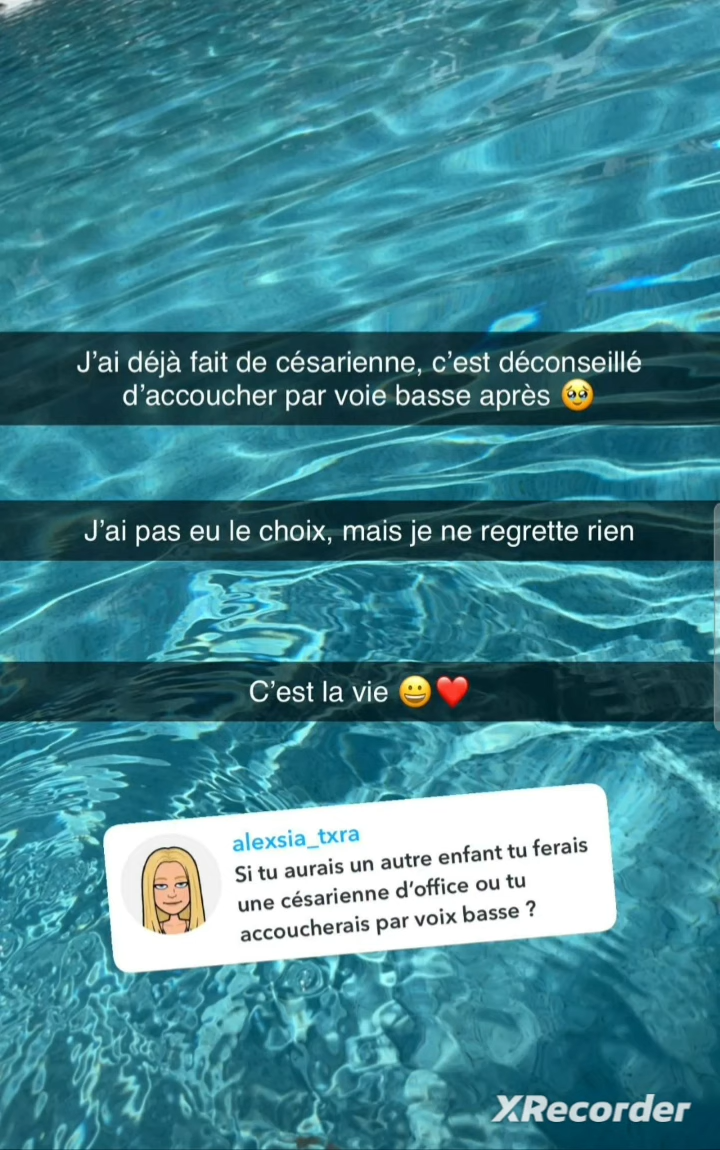 J'ai déjà fait de césarienne, c'est déconseillé
d'accoucher par voie basse après 🥹
J'ai pas eu le choix, mais je ne regrette rien
C'est la vie 😀❤️
alexsia_txra
Si tu aurais un autre enfant tu ferais
une césarienne d'office ou tu
accoucherais par voix basse ?
XRecorder